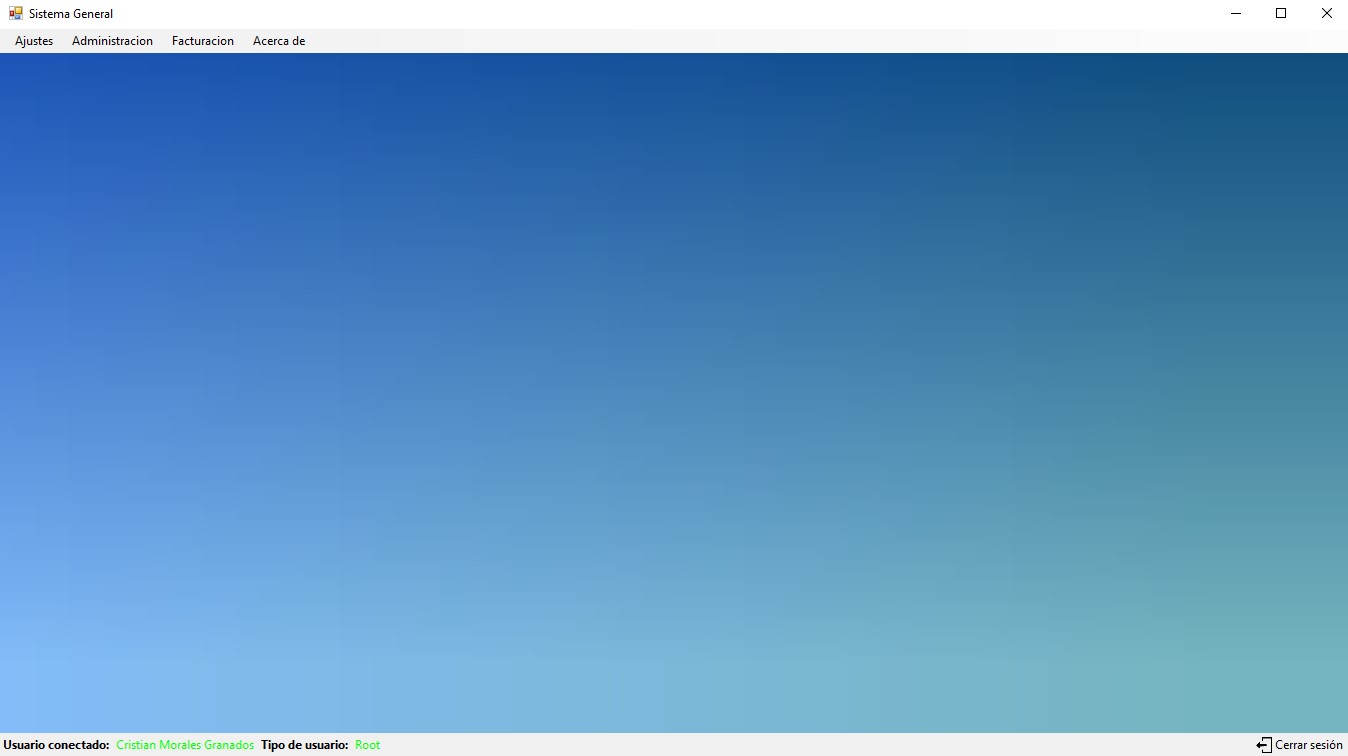 Sistema General
Ajustes Administracion Facturacion Acerca de
Usuario conectado: Cristian Morales Granados Tipo de usuario: Root Cerrar sesión